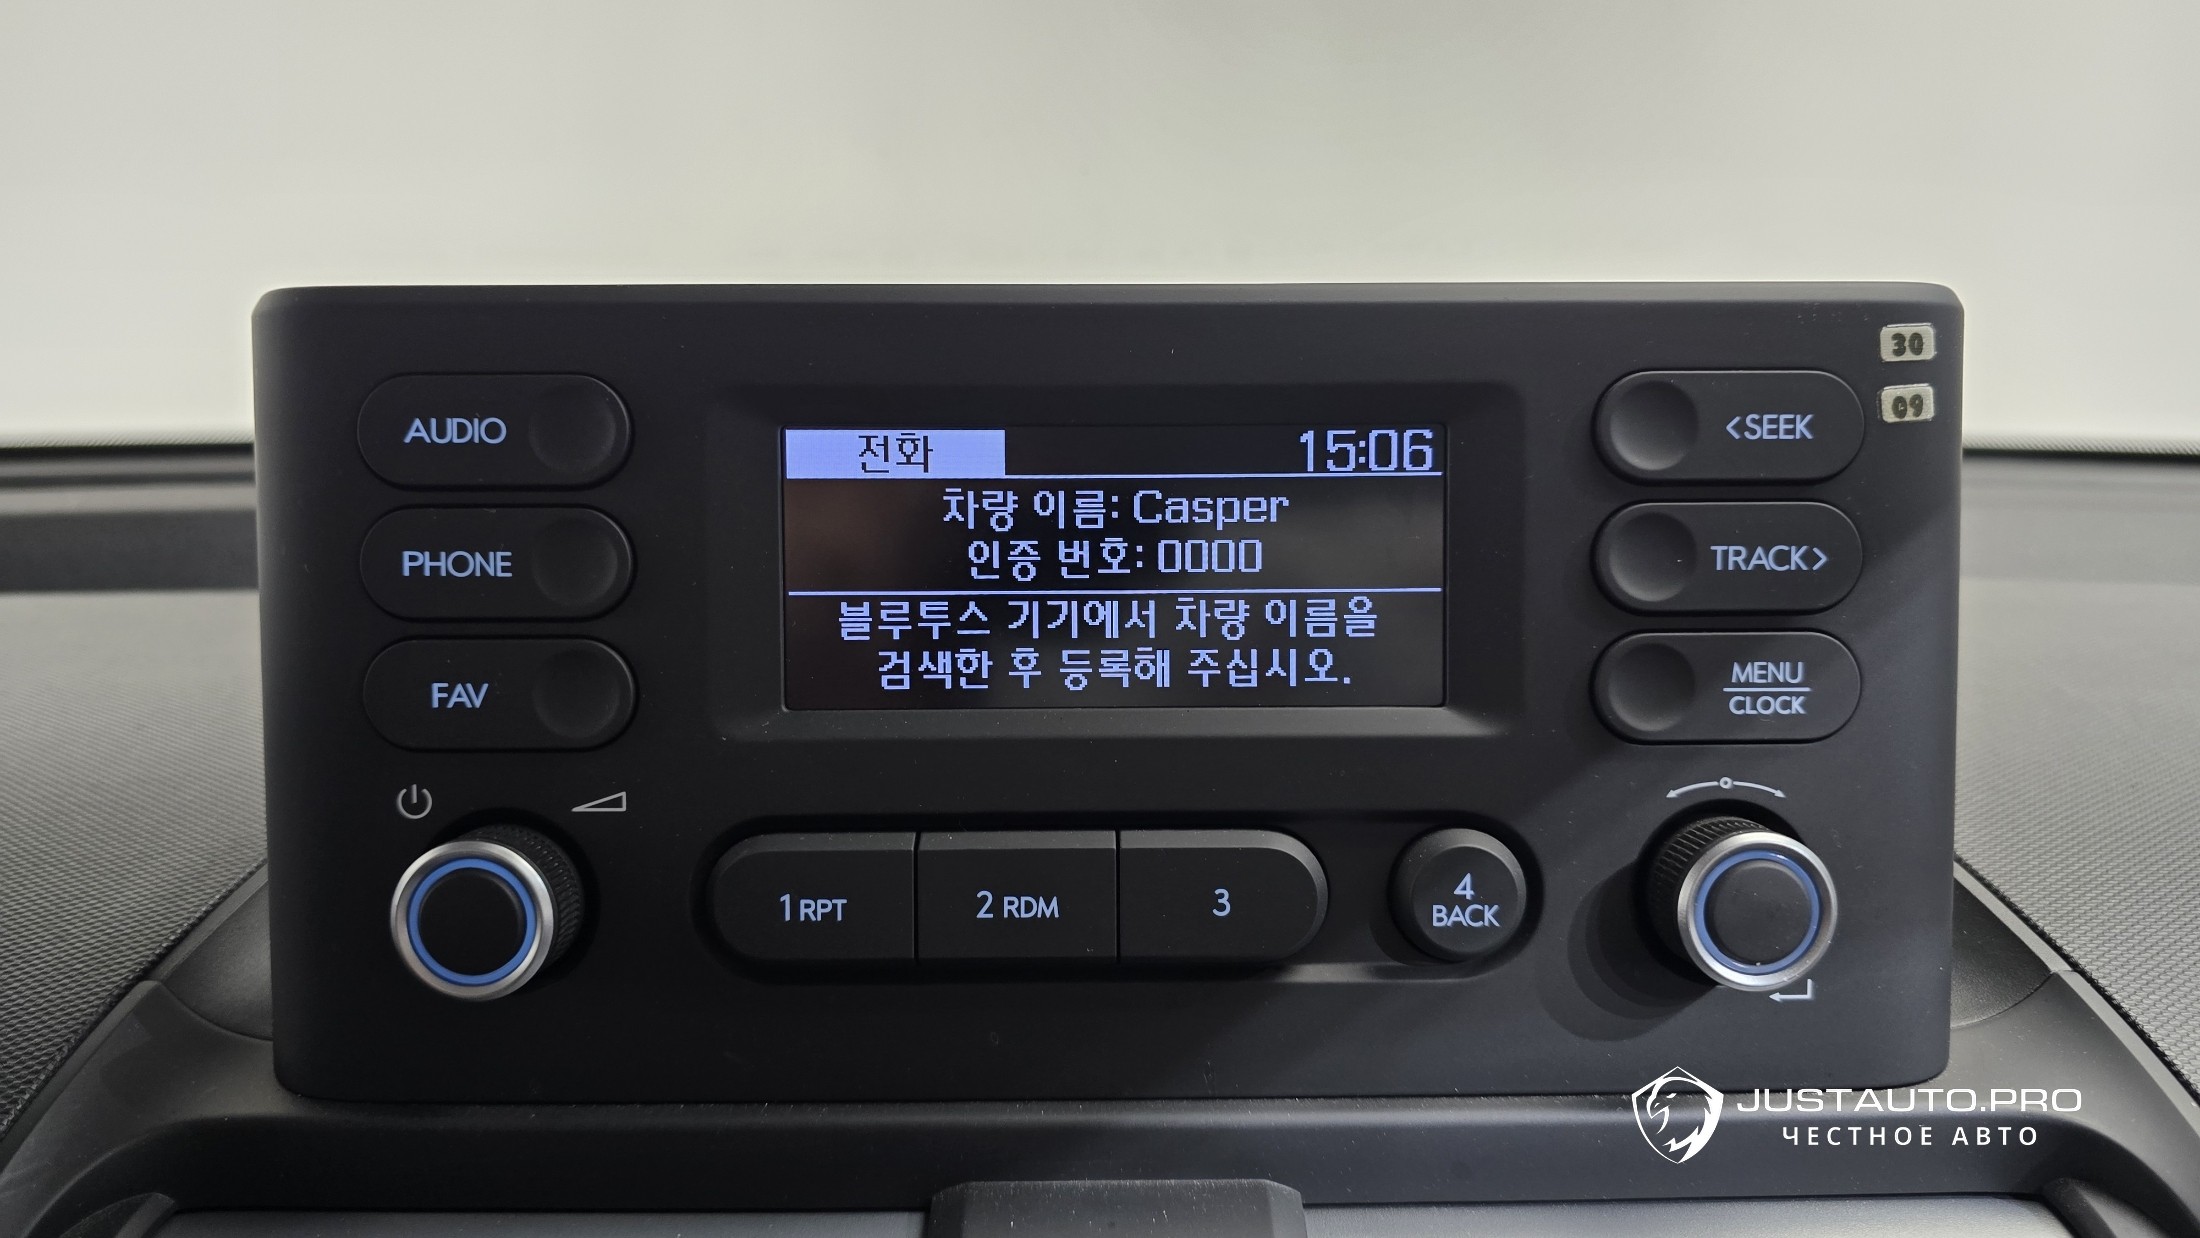 AUDIO
PHONE
FAV
전화 15:06
차량 이름: Casper
인증 번호: 0000
블루투스 기기에서 차량 이름을
검색한 후 등록해 주십시오.
<SEEK
TRACK>
MENU
CLOCK
30
09
1 RPT
2 RDM
3
4
BACK
JUSTAUTO.PRO
ЧЕСТНОЕ АВТО